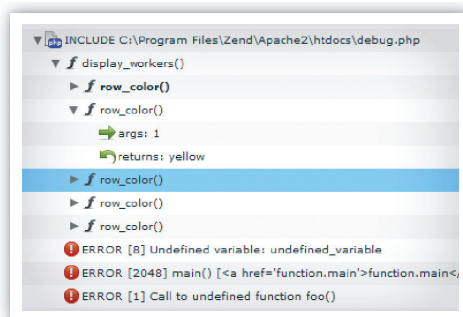 php INCLUDE C:\Program Files\Zend\Apache2\htdocs\debug.php
f display_workers()
f row_color()
f row_color()
args: 1
returns: yellow
f row_color()
f row_color()
f row_color()
ERROR [8] Undefined variable: undefined_variable
ERROR [2048] main() [<a href='function.main'>function.main</
ERROR [1] Call to undefined function foo()